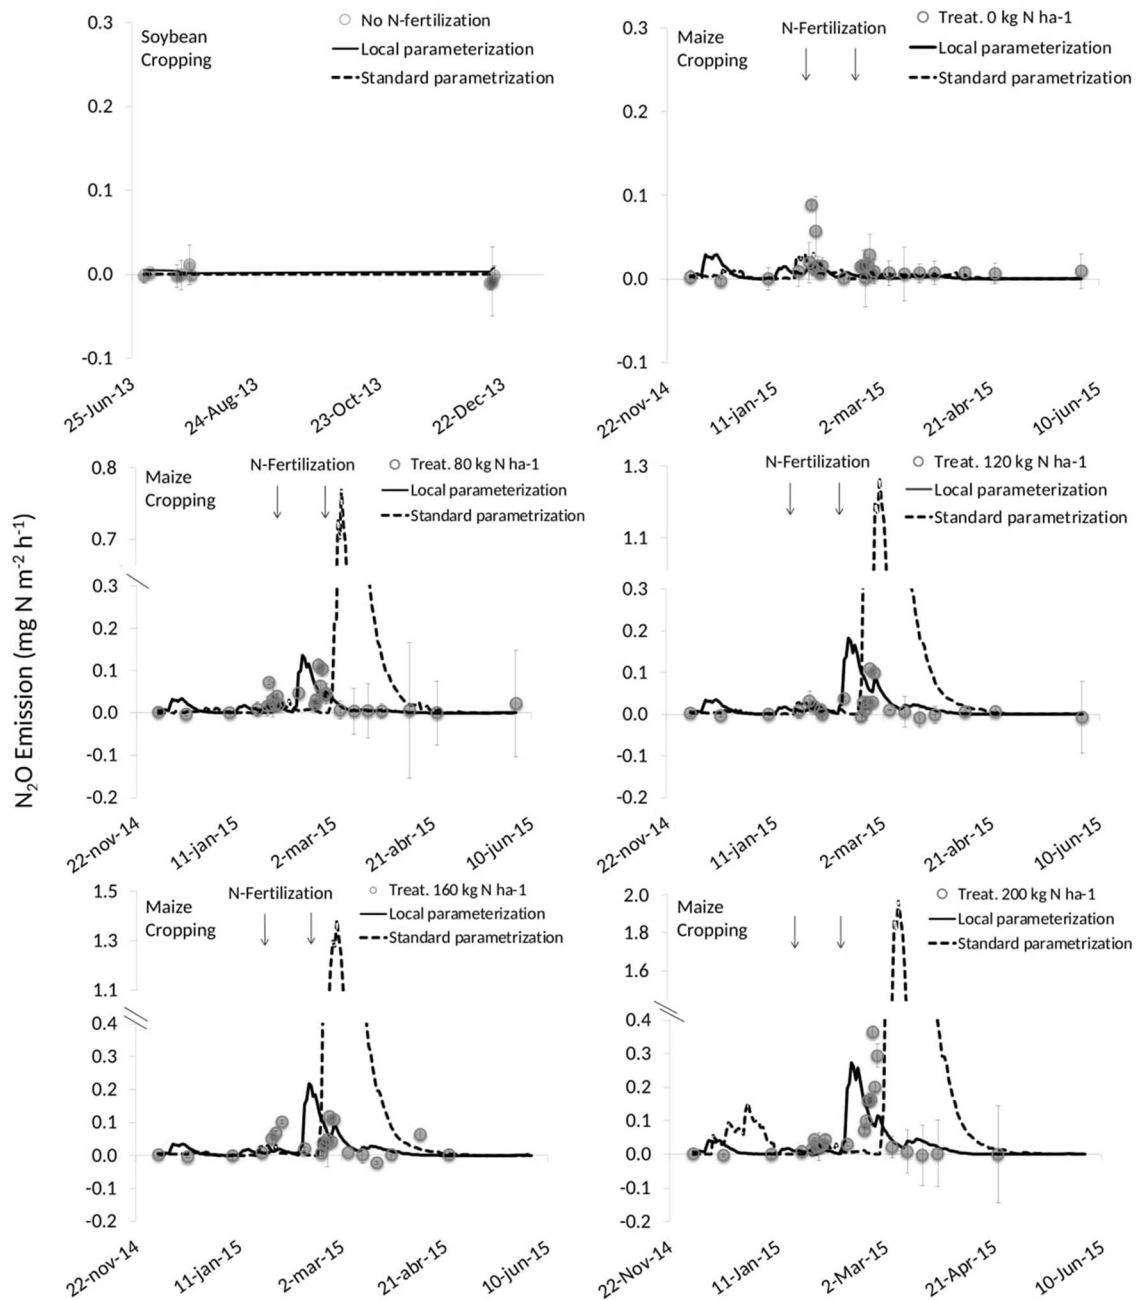 N₂O Emission (mg N m⁻² h⁻¹)
Soybean
Cropping
No N-fertilization
Local parameterization
Standard parametrization
0.3
0.2
0.1
0.0
-0.1
25-Jun-13
24-Aug-13
23-Oct-13
22-Dec-13
Maize
Cropping
N-Fertilization
Treat. 0 kg N ha-1
Local parameterization
Standard parametrization
0.3
0.2
0.1
0.0
-0.1
22-nov-14
11-jan-15
2-mar-15
21-abr-15
10-jun-15
Maize
Cropping
N-Fertilization
Treat. 80 kg N ha-1
Local parameterization
Standard parametrization
0.8
0.7
0.3
0.2
0.1
0.0
-0.1
-0.2
22-nov-14
11-jan-15
2-mar-15
21-abr-15
10-jun-15
Maize
Cropping
N-Fertilization
Treat. 120 kg N ha-1
Local parameterization
Standard parametrization
1.3
1.1
0.3
0.2
0.1
0.0
-0.1
-0.2
22-nov-14
11-jan-15
2-mar-15
21-abr-15
10-jun-15
Maize
Cropping
N-Fertilization
Treat. 160 kg N ha-1
Local parameterization
Standard parametrization
1.5
1.3
1.1
0.4
0.3
0.2
0.1
0.0
-0.1
-0.2
22-nov-14
11-jan-15
2-mar-15
21-abr-15
10-jun-15
Maize
Cropping
Treat. 200 kg N ha-1
Local parameterization
Standard parametrization
2.0
1.8
1.6
0.4
0.3
0.2
0.1
0.0
-0.1
-0.2
22-Nov-14
11-Jan-15
2-Mar-15
21-Apr-15
10-Jun-15